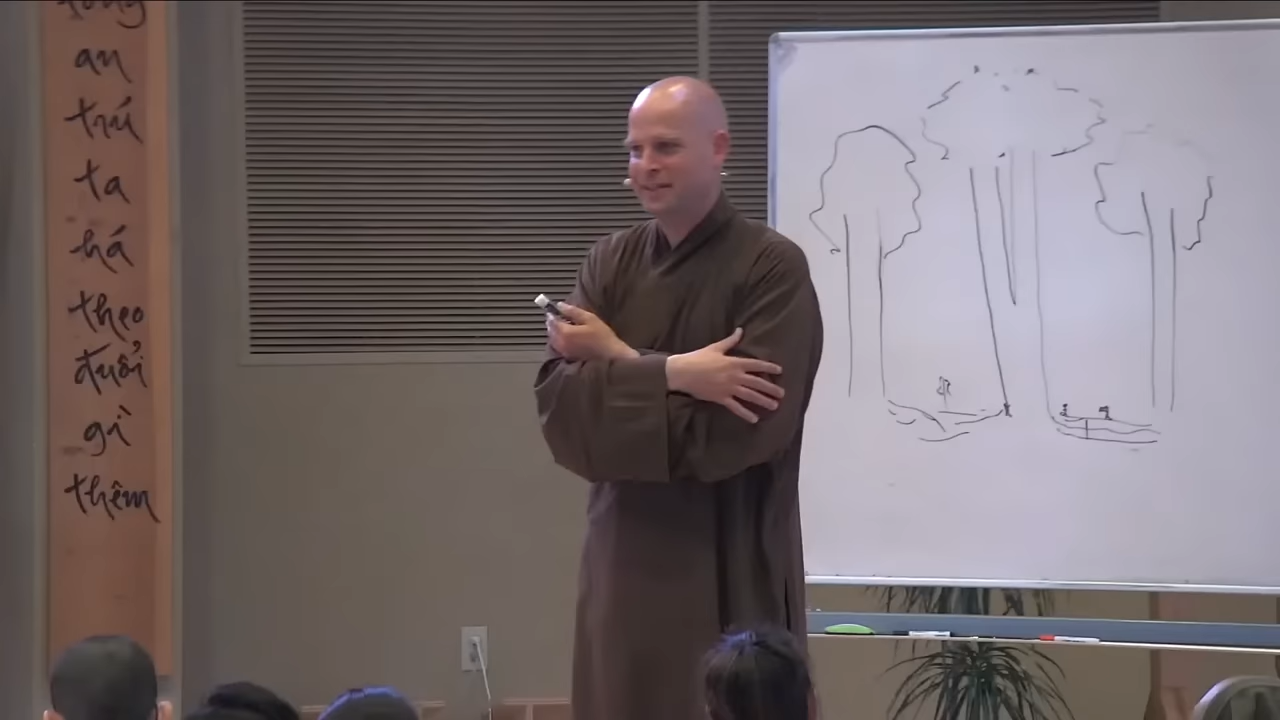 an
trú
ta
há
theo
đuổi
gì
thêm